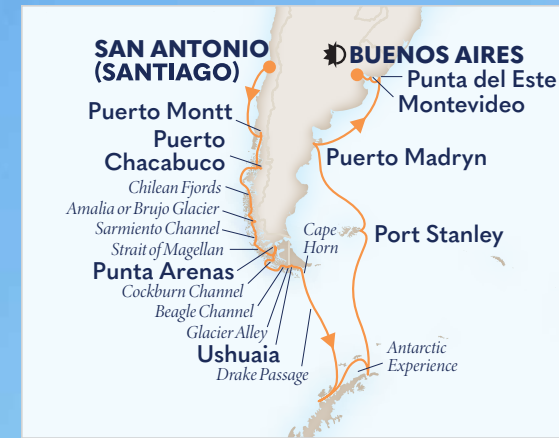 SAN ANTONIO
(SANTIAGO)
BUENOS AIRES
Punta del Este
Montevideo
Puerto Montt
Puerto
Chacabuco
Puerto Madryn
Chilean Fjords
Amalia or Brujo Glacier
Sarmiento Channel
Strait of Magellan
Cape
Horn
Port Stanley
Punta Arenas
Cockburn Channel
Beagle Channel
Glacier Alley
Ushuaia
Drake Passage
Antarctic
Experience